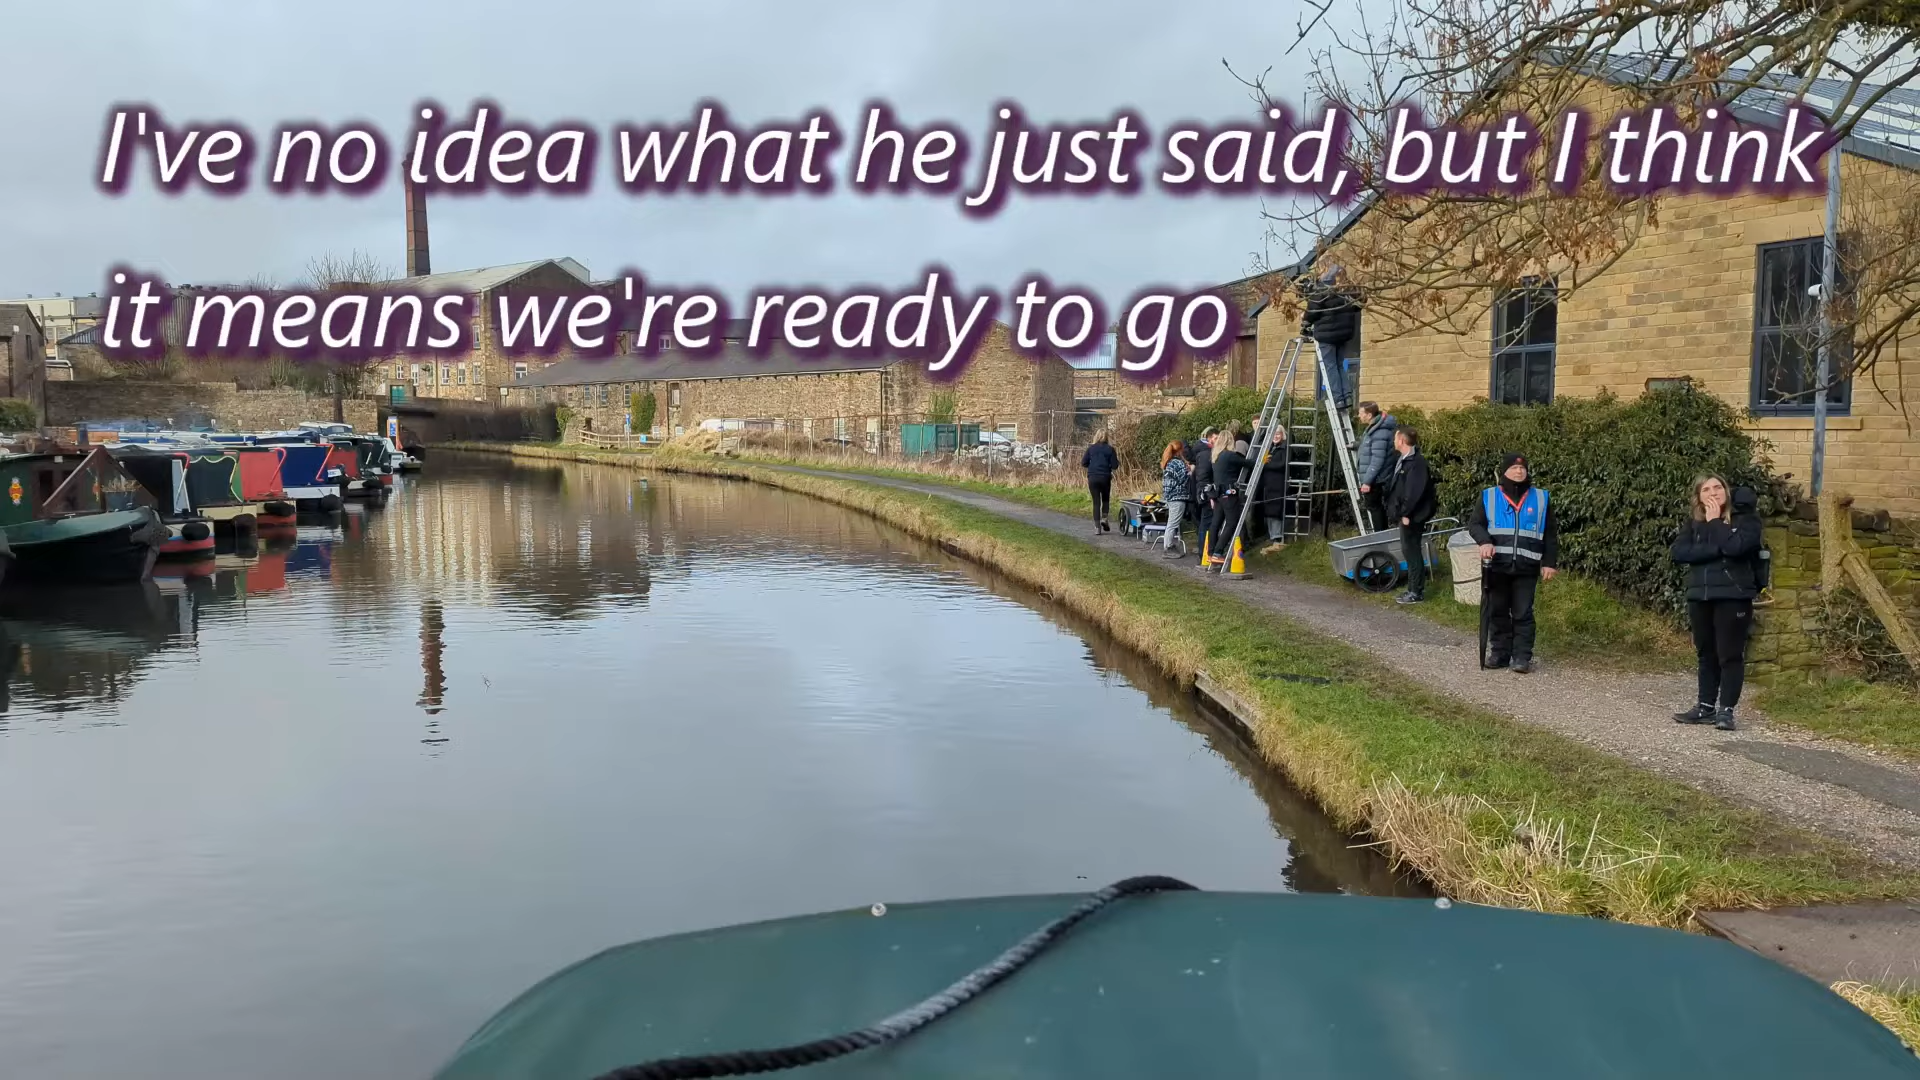 I've no idea what he just said, but I think
it means we're ready to go